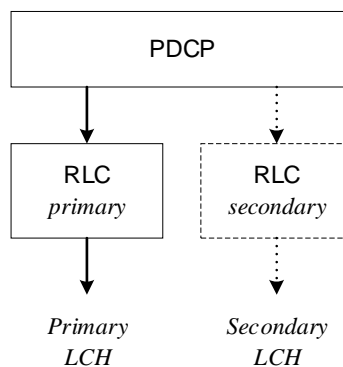 PDCP
RLC
primary
RLC
secondary
Primary
LCH
Secondary
LCH